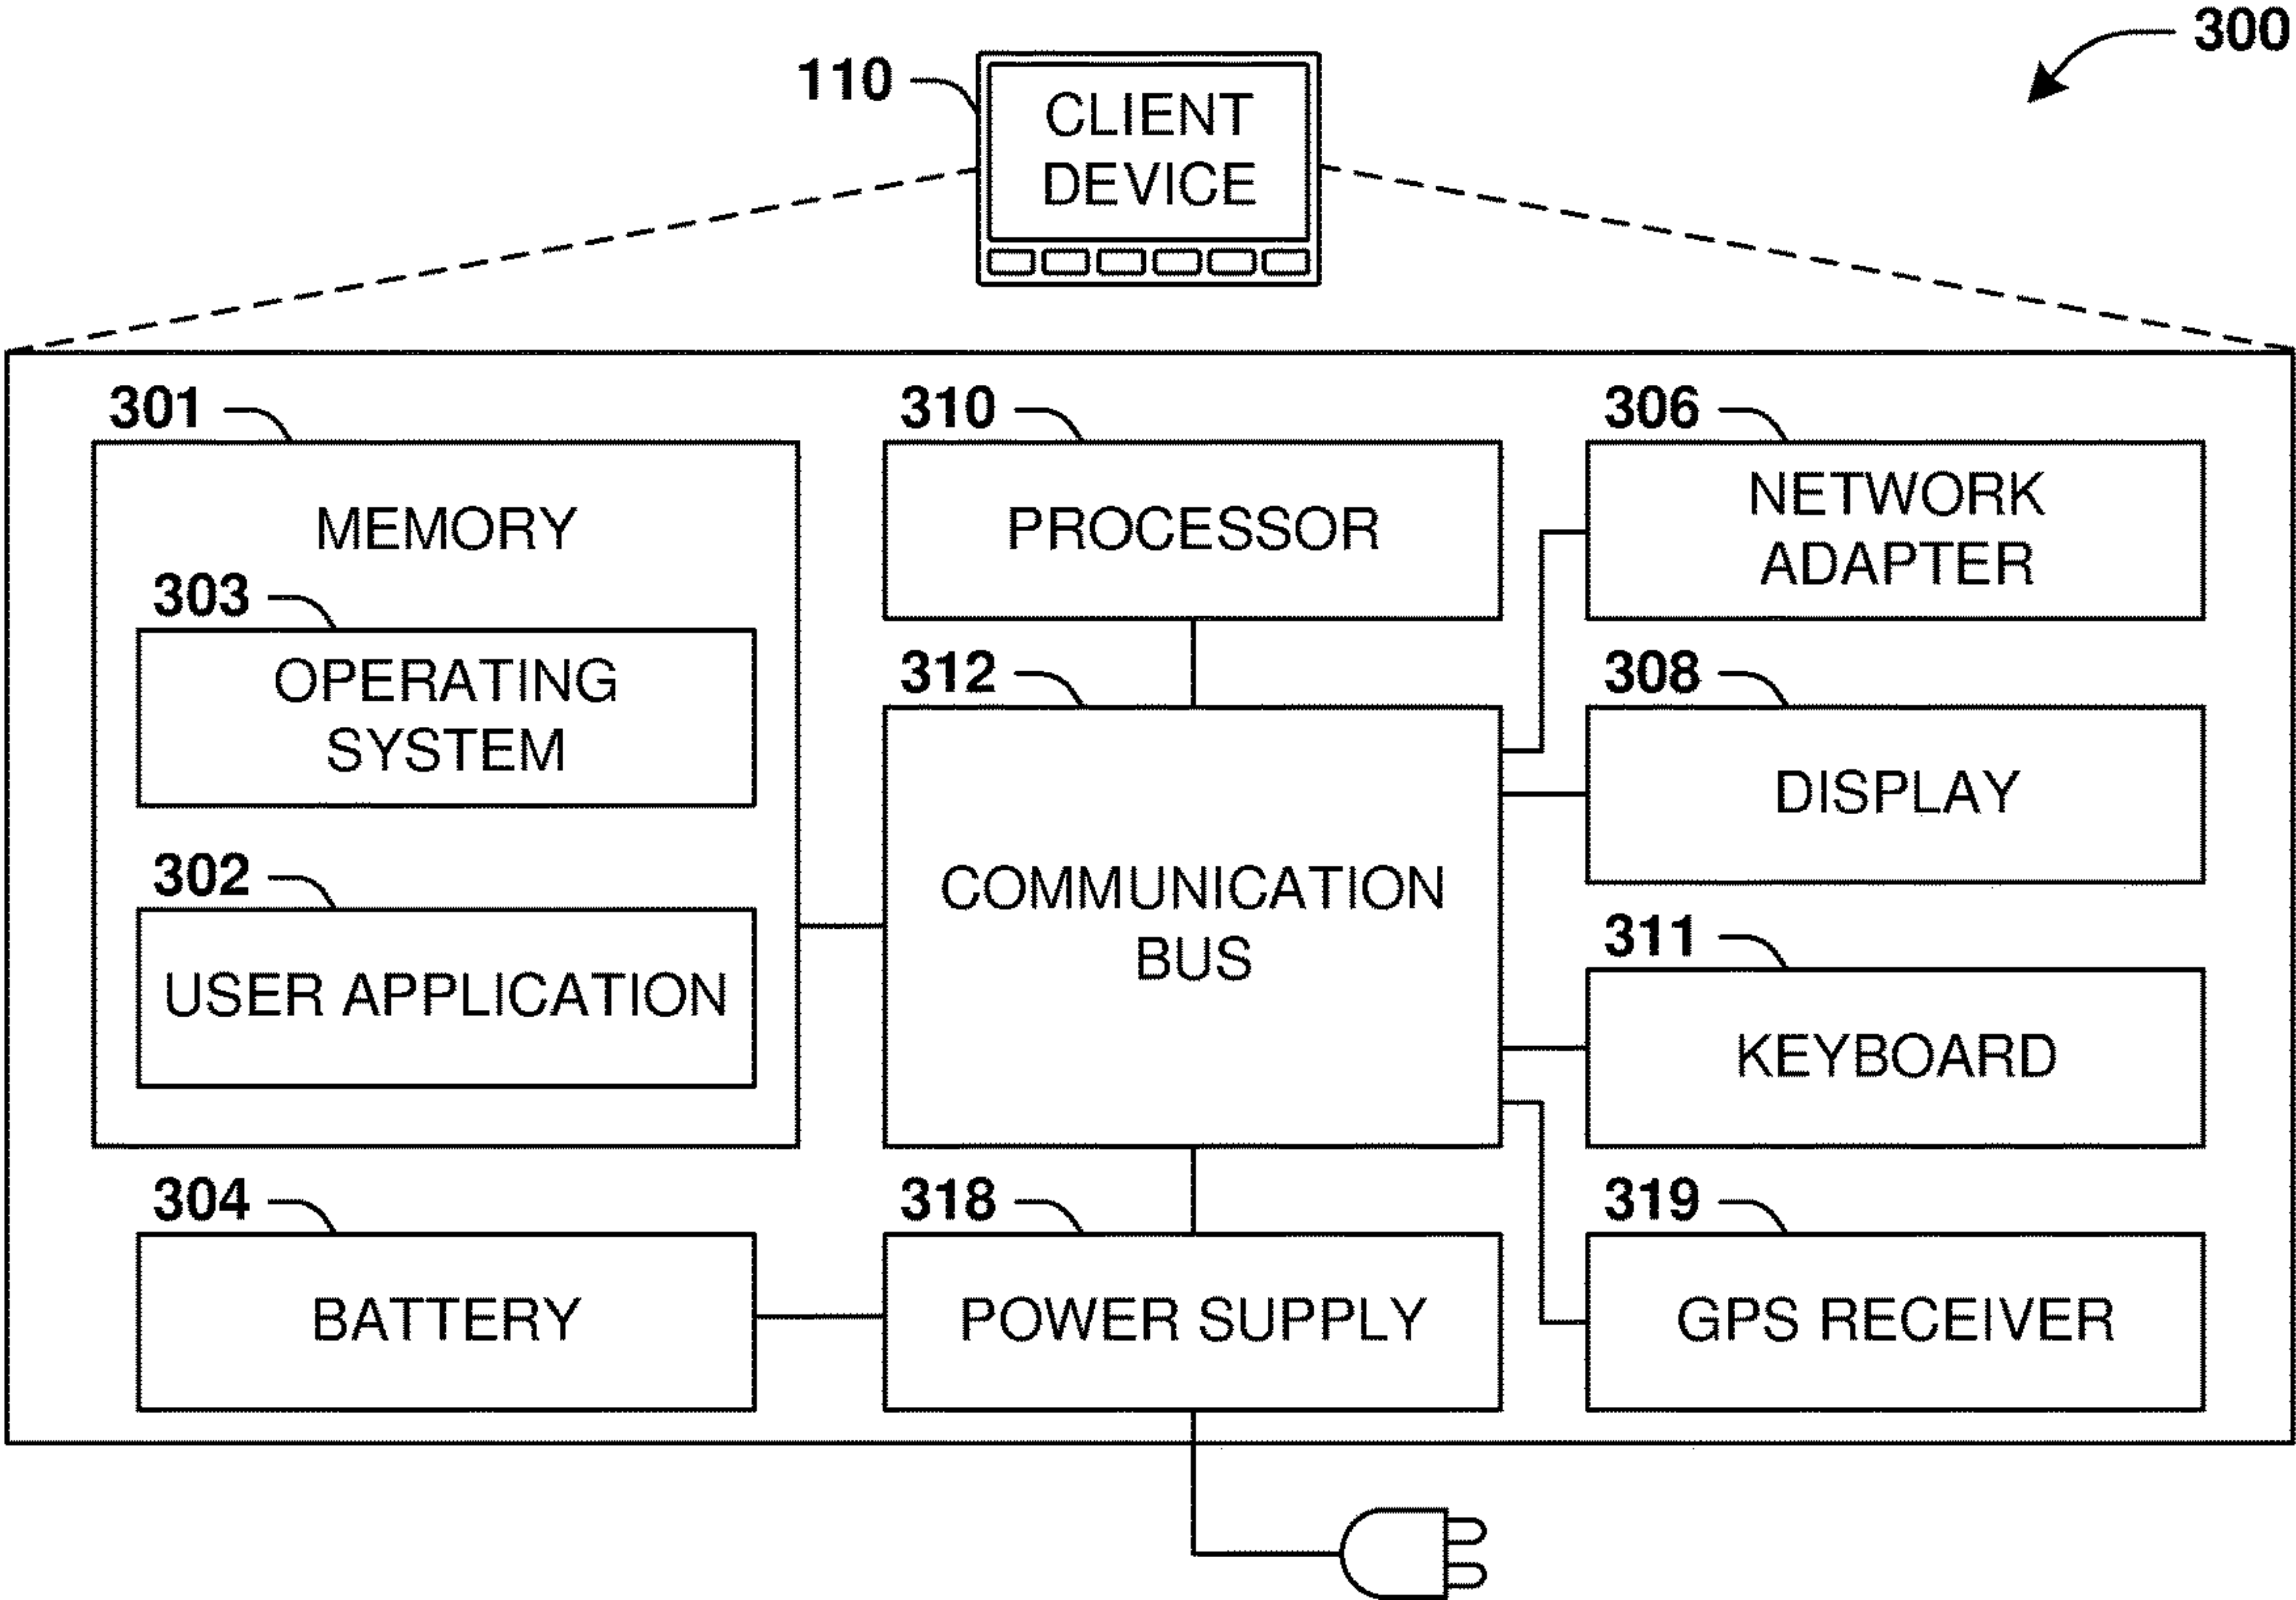 300
110
CLIENT
DEVICE
301
310
306
MEMORY
PROCESSOR
NETWORK
ADAPTER
303
OPERATING
SYSTEM
312
COMMUNICATION
BUS
308
DISPLAY
302
USER APPLICATION
311
KEYBOARD
304
BATTERY
318
POWER SUPPLY
319
GPS RECEIVER